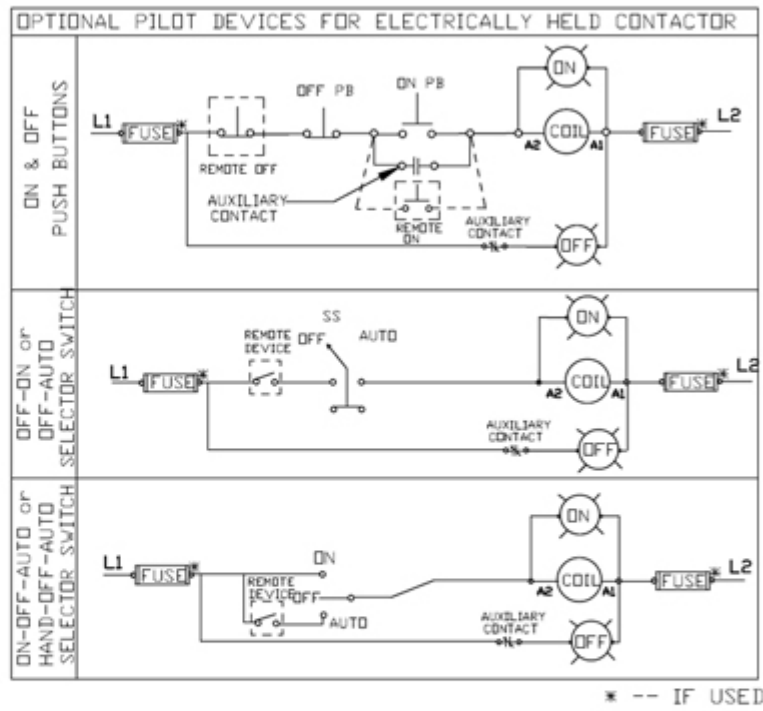 OPTIONAL PILOT DEVICES FOR ELECTRICALLY HELD CONTACTOR
ON & OFF
PUSH BUTTONS
L1
FUSE*
REMOTE OFF
OFF PB
ON PB
AUXILIARY
CONTACT
REMOTE
ON
ON
A2
COIL
A1
FUSE*
L2
AUXILIARY
CONTACT
OFF
OFF-ON or
OFF-AUTO
SELECTOR SWITCH
L1
FUSE*
REMOTE
DEVICE
SS
OFF
AUTO
ON
A2
COIL
A1
FUSE*
L2
AUXILIARY
CONTACT
OFF
ON-OFF-AUTO or
HAND-OFF-AUTO
SELECTOR SWITCH
L1
FUSE*
REMOTE
DEVICE
ON
OFF
AUTO
ON
A2
COIL
A1
FUSE*
L2
AUXILIARY
CONTACT
OFF
* -- IF USED